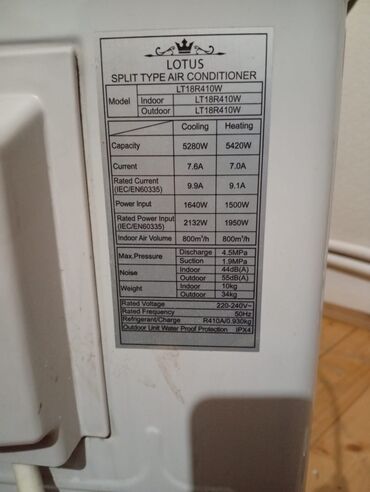 LOTUS
SPLIT TYPE AIR CONDITIONER
Model LT18R410W
Indoor LT18R410W
Outdoor LT18R410W
Cooling Heating
Capacity 5280W 5420W
Current 7.6A 7.0A
Rated Current (IEC/EN60335) 9.9A 9.1A
Power Input 1640W 1500W
Rated Power Input (IEC/EN60335) 2132W 1950W
Indoor Air Volume 800m³/h 800m³/h
Max.Pressure Discharge 4.5MPa
Suction 1.9MPa
Noise Indoor 44dB(A)
Outdoor 55dB(A)
Weight Indoor 10kg
Outdoor 34kg
Rated Voltage 220-240V~
Rated Frequency 50Hz
Refrigerant/Charge R410A/0.930kg
Outdoor Unit Water Proof Protection IPX4